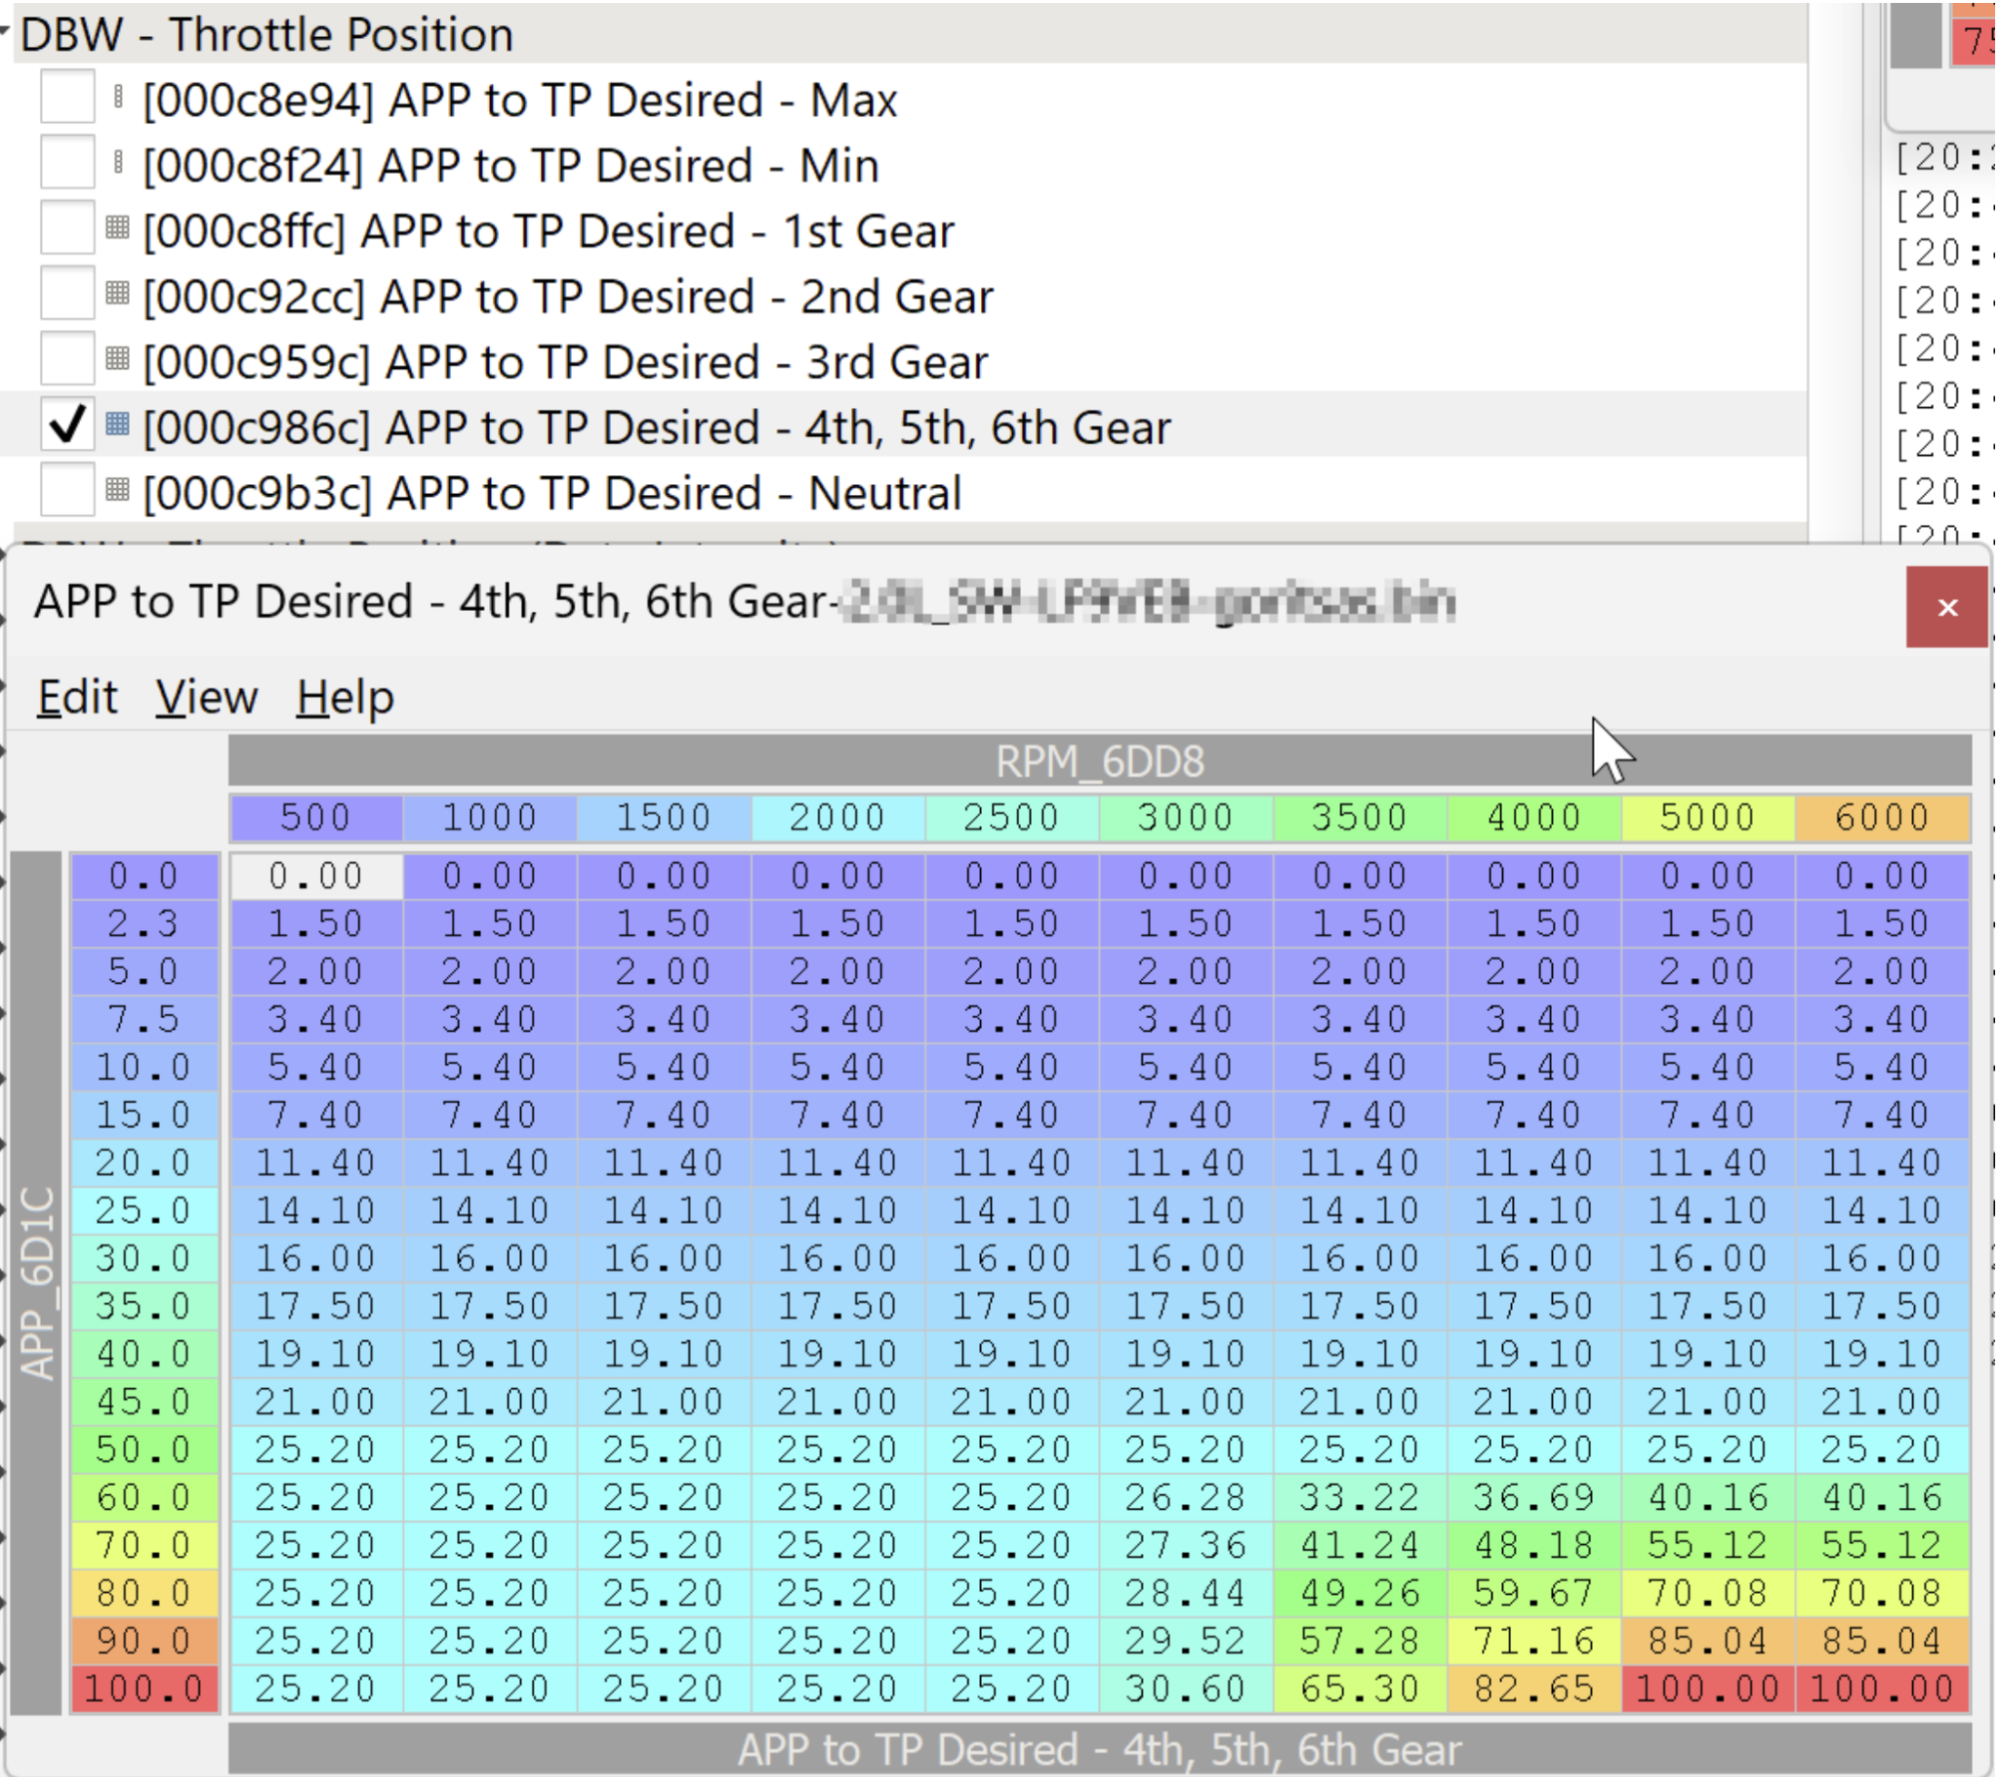 DBW - Throttle Position
[000c8e94] APP to TP Desired - Max
[000c8f24] APP to TP Desired - Min
[000c8ffc] APP to TP Desired - 1st Gear
[000c92cc] APP to TP Desired - 2nd Gear
[000c959c] APP to TP Desired - 3rd Gear
[000c986c] APP to TP Desired - 4th, 5th, 6th Gear
[000c9b3c] APP to TP Desired - Neutral
75
[20:
[20:
[20:
[20:
[20:
[20:
[20:
[20:
APP to TP Desired - 4th, 5th, 6th Gear-
×
Edit View Help
RPM_6DD8
500 1000 1500 2000 2500 3000 3500 4000 5000 6000
APP_6D1C
0.0 0.00 0.00 0.00 0.00 0.00 0.00 0.00 0.00 0.00 0.00
2.3 1.50 1.50 1.50 1.50 1.50 1.50 1.50 1.50 1.50 1.50
5.0 2.00 2.00 2.00 2.00 2.00 2.00 2.00 2.00 2.00 2.00
7.5 3.40 3.40 3.40 3.40 3.40 3.40 3.40 3.40 3.40 3.40
10.0 5.40 5.40 5.40 5.40 5.40 5.40 5.40 5.40 5.40 5.40
15.0 7.40 7.40 7.40 7.40 7.40 7.40 7.40 7.40 7.40 7.40
20.0 11.40 11.40 11.40 11.40 11.40 11.40 11.40 11.40 11.40 11.40
25.0 14.10 14.10 14.10 14.10 14.10 14.10 14.10 14.10 14.10 14.10
30.0 16.00 16.00 16.00 16.00 16.00 16.00 16.00 16.00 16.00 16.00
35.0 17.50 17.50 17.50 17.50 17.50 17.50 17.50 17.50 17.50 17.50
40.0 19.10 19.10 19.10 19.10 19.10 19.10 19.10 19.10 19.10 19.10
45.0 21.00 21.00 21.00 21.00 21.00 21.00 21.00 21.00 21.00 21.00
50.0 25.20 25.20 25.20 25.20 25.20 25.20 25.20 25.20 25.20 25.20
60.0 25.20 25.20 25.20 25.20 25.20 26.28 33.22 36.69 40.16 40.16
70.0 25.20 25.20 25.20 25.20 25.20 27.36 41.24 48.18 55.12 55.12
80.0 25.20 25.20 25.20 25.20 25.20 28.44 49.26 59.67 70.08 70.08
90.0 25.20 25.20 25.20 25.20 25.20 29.52 57.28 71.16 85.04 85.04
100.0 25.20 25.20 25.20 25.20 25.20 30.60 65.30 82.65 100.00 100.00
APP to TP Desired - 4th, 5th, 6th Gear